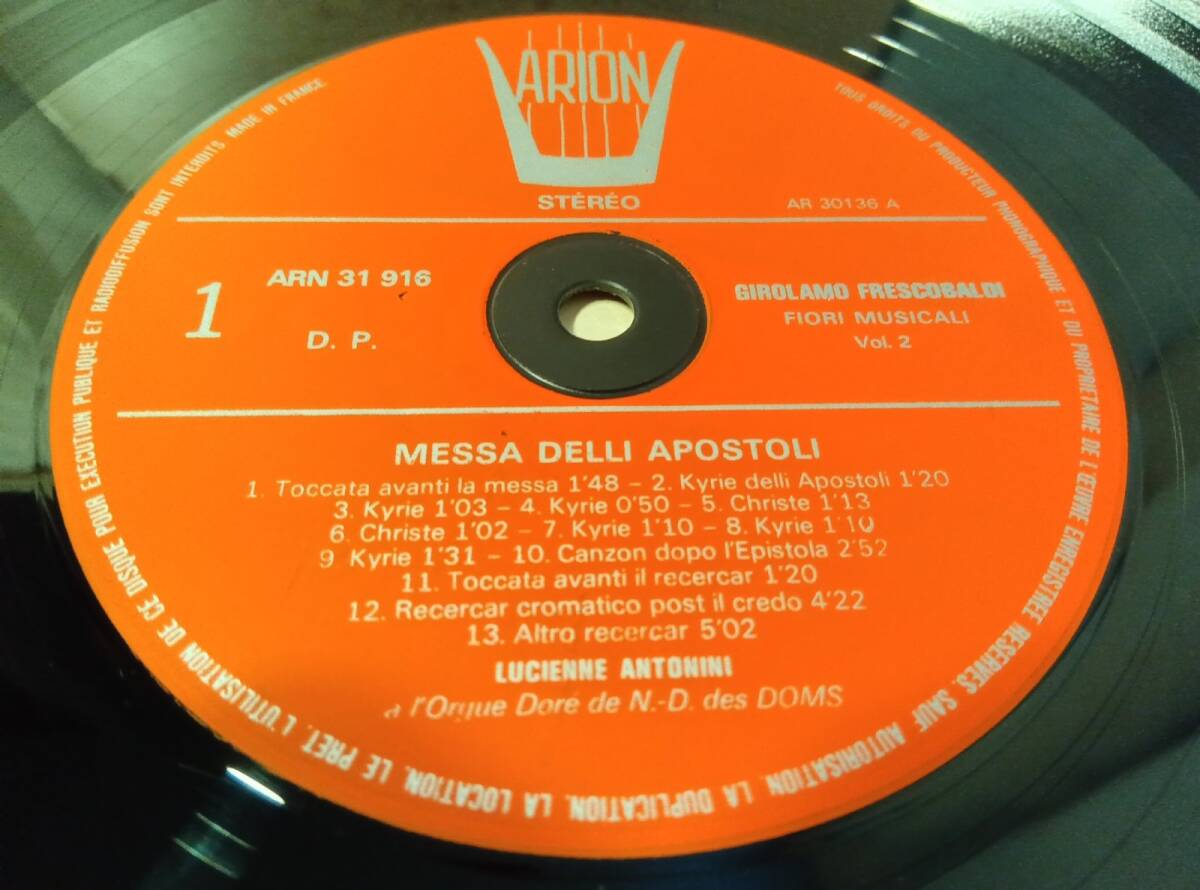 ARION
STÉRÉO
AR 30136 A
1
ARN 31 916
D. P.
GIROLAMO FRESCOBALDI
FIORI MUSICALI
Vol. 2
MESSA DELLI APOSTOLI
1. Toccata avanti la messa 1'48 – 2. Kyrie delli Apostoli 1'20
3. Kyrie 1'03 – 4. Kyrie 0'50 – 5. Christe 1'13
6. Christe 1'02 – 7. Kyrie 1'10 – 8. Kyrie 1'10
9 Kyrie 1'31 – 10. Canzon dopo l'Epistola 2'52
11. Toccata avanti il recercar 1'20
12. Recercar cromatico post il credo 4'22
13. Altro recercar 5'02
LUCIENNE ANTONINI
à l'Orgue Doré de N.-D. des DOMS
TOUS DROITS DU PRODUCTEUR PHONOGRAPHIQUE ET DU PROPRIETAIRE DE L'ŒUVRE ENREGISTREE RESERVES. SAUF AUTORISATION, LA DUPLICATION, LA LOCATION, LE PRET, L'UTILISATION DE CE DISQUE POUR EXECUTION PUBLIQUE ET RADIODIFFUSION SONT INTERDITS MADE IN FRANCE